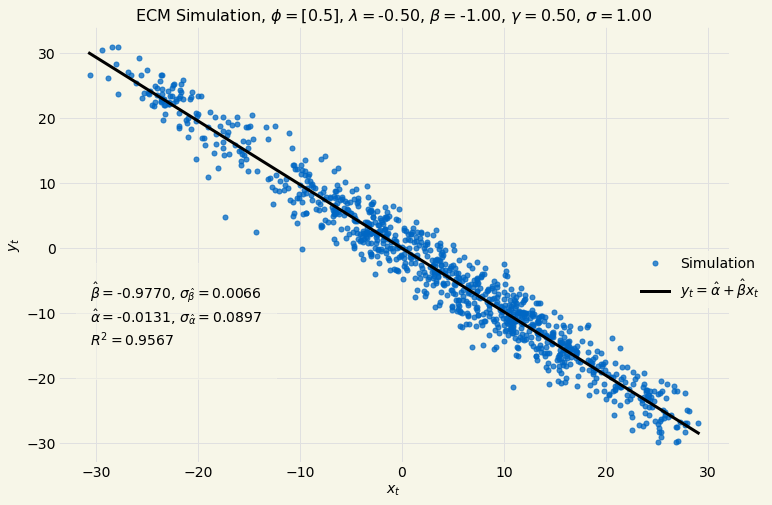 ECM Simulation, ϕ = [0.5], λ = -0.50, β = -1.00, γ = 0.50, σ = 1.00
30
20
10
0
−10
−20
−30
y_t
β̂ = -0.9770, σ_β̂ = 0.0066
α̂ = -0.0131, σ_α̂ = 0.0897
R² = 0.9567
Simulation
y_t = α̂ + β̂x_t
−30 −20 −10 0 10 20 30
x_t